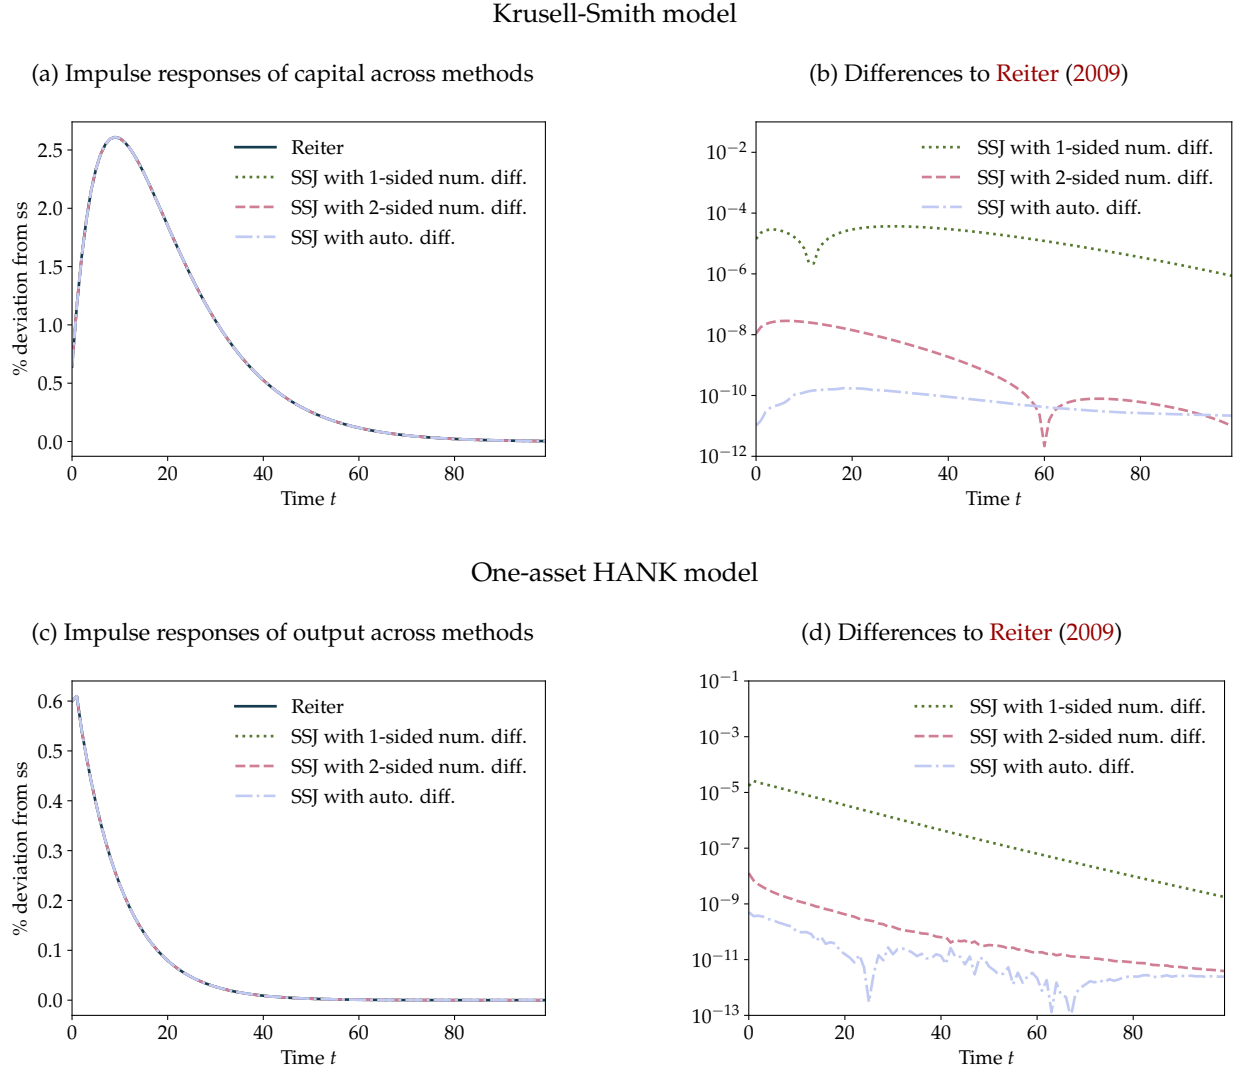 Krusell-Smith model
(a) Impulse responses of capital across methods
% deviation from ss
2.5
2.0
1.5
1.0
0.5
0.0
Reiter
SSJ with 1-sided num. diff.
SSJ with 2-sided num. diff.
SSJ with auto. diff.
0 20 40 60 80
Time t
(b) Differences to Reiter (2009)
10⁻²
10⁻⁴
10⁻⁶
10⁻⁸
10⁻¹⁰
10⁻¹²
SSJ with 1-sided num. diff.
SSJ with 2-sided num. diff.
SSJ with auto. diff.
0 20 40 60 80
Time t
One-asset HANK model
(c) Impulse responses of output across methods
% deviation from ss
0.6
0.5
0.4
0.3
0.2
0.1
0.0
Reiter
SSJ with 1-sided num. diff.
SSJ with 2-sided num. diff.
SSJ with auto. diff.
0 20 40 60 80
Time t
(d) Differences to Reiter (2009)
10⁻¹
10⁻³
10⁻⁵
10⁻⁷
10⁻⁹
10⁻¹¹
10⁻¹³
SSJ with 1-sided num. diff.
SSJ with 2-sided num. diff.
SSJ with auto. diff.
0 20 40 60 80
Time t